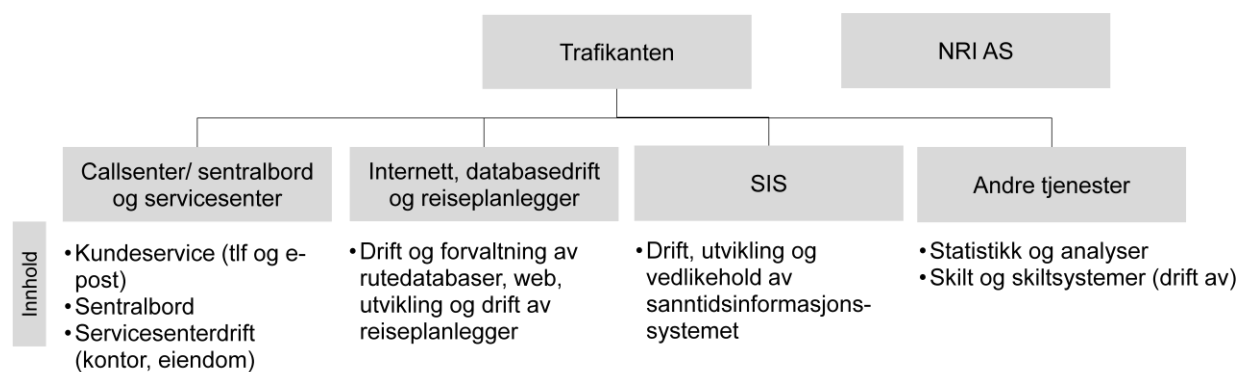 Trafikanten
NRI AS
Callsenter/ sentralbord
og servicesenter
Internett, databasedrift
og reiseplanlegger
SIS
Andre tjenester
Innhold
•Kundeservice (tlf og e-
post)
•Sentralbord
•Servicesenterdrift
(kontor, eiendom)
•Drift og forvaltning av
rutedatabaser, web,
utvikling og drift av
reiseplanlegger
•Drift, utvikling og
vedlikehold av
sanntidsinformasjons-
systemet
•Statistikk og analyser
•Skilt og skiltsystemer (drift av)